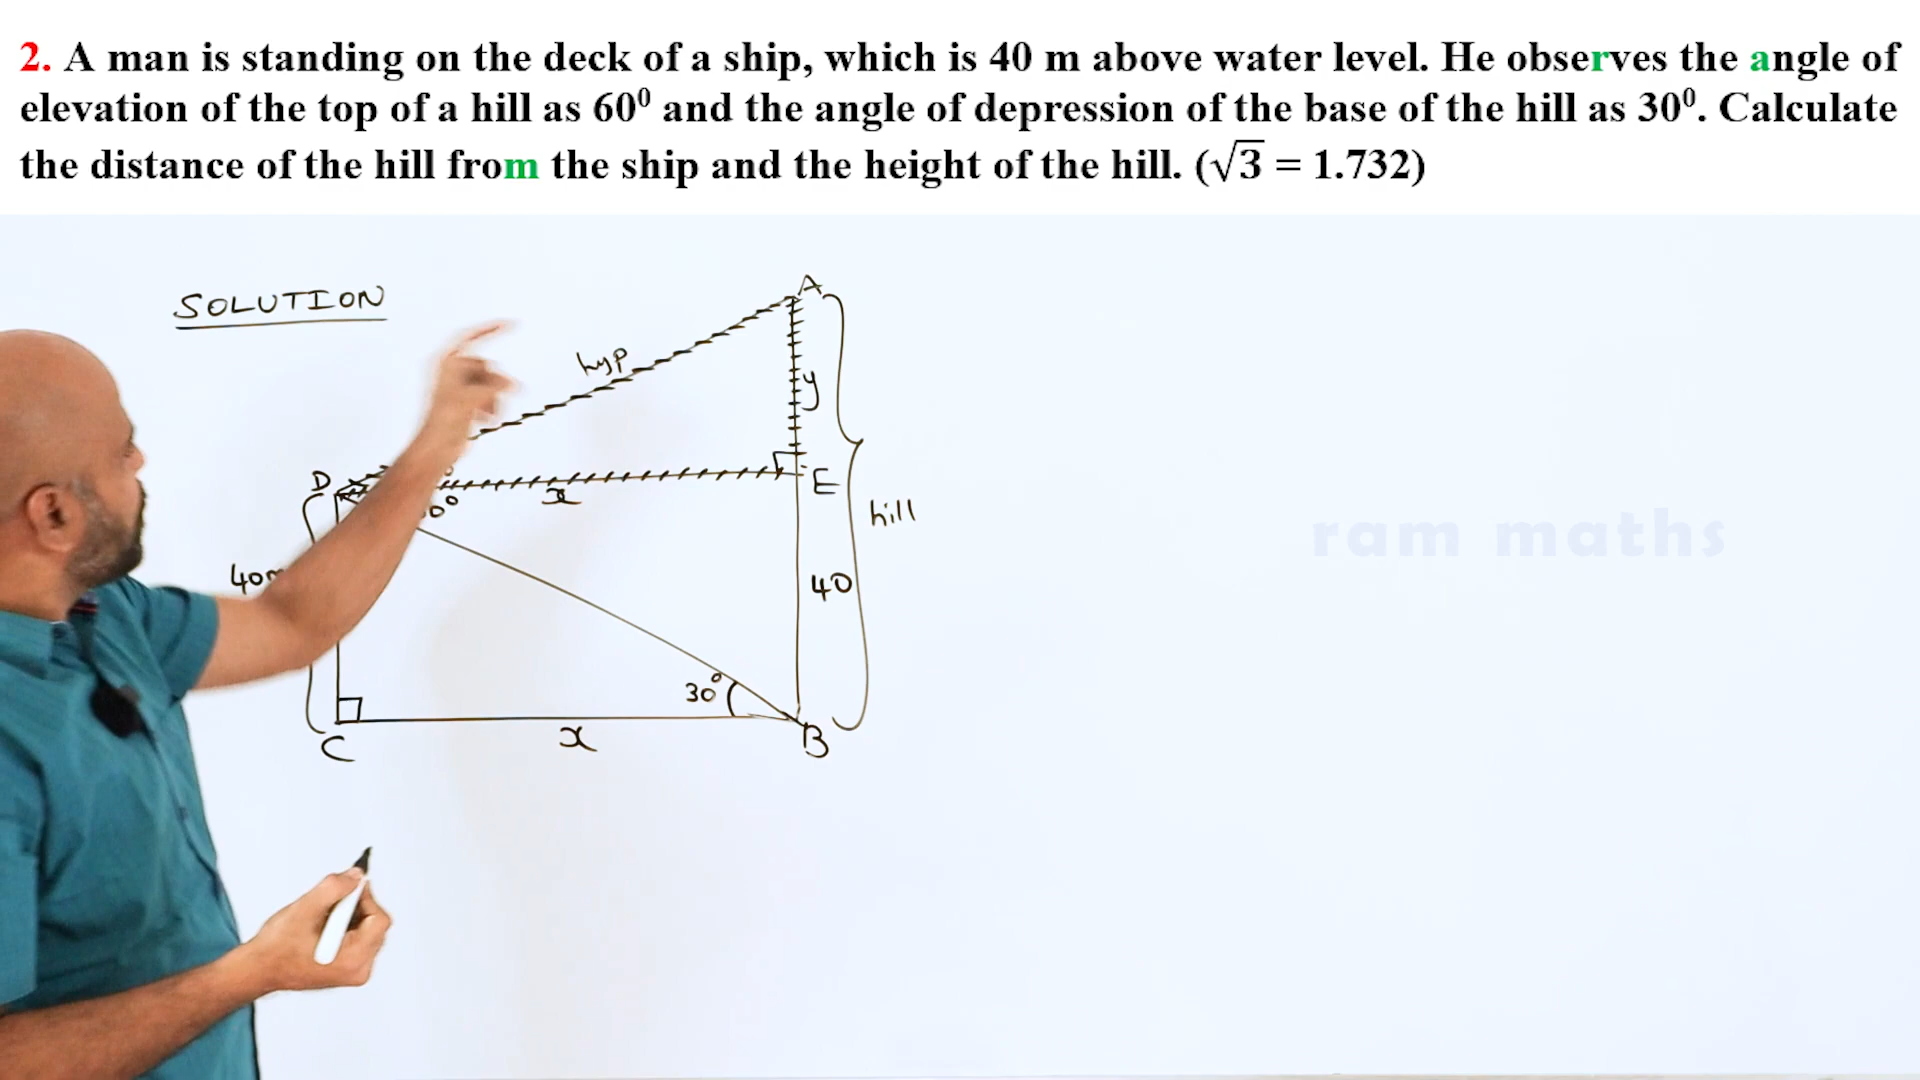 2. A man is standing on the deck of a ship, which is 40 m above water level. He observes the angle of
elevation of the top of a hill as 60⁰ and the angle of depression of the base of the hill as 30⁰. Calculate
the distance of the hill from the ship and the height of the hill. (√3 = 1.732)
SOLUTION
A
hyp
y
D
x
E
hill
ram maths
40
30°
C
x
B